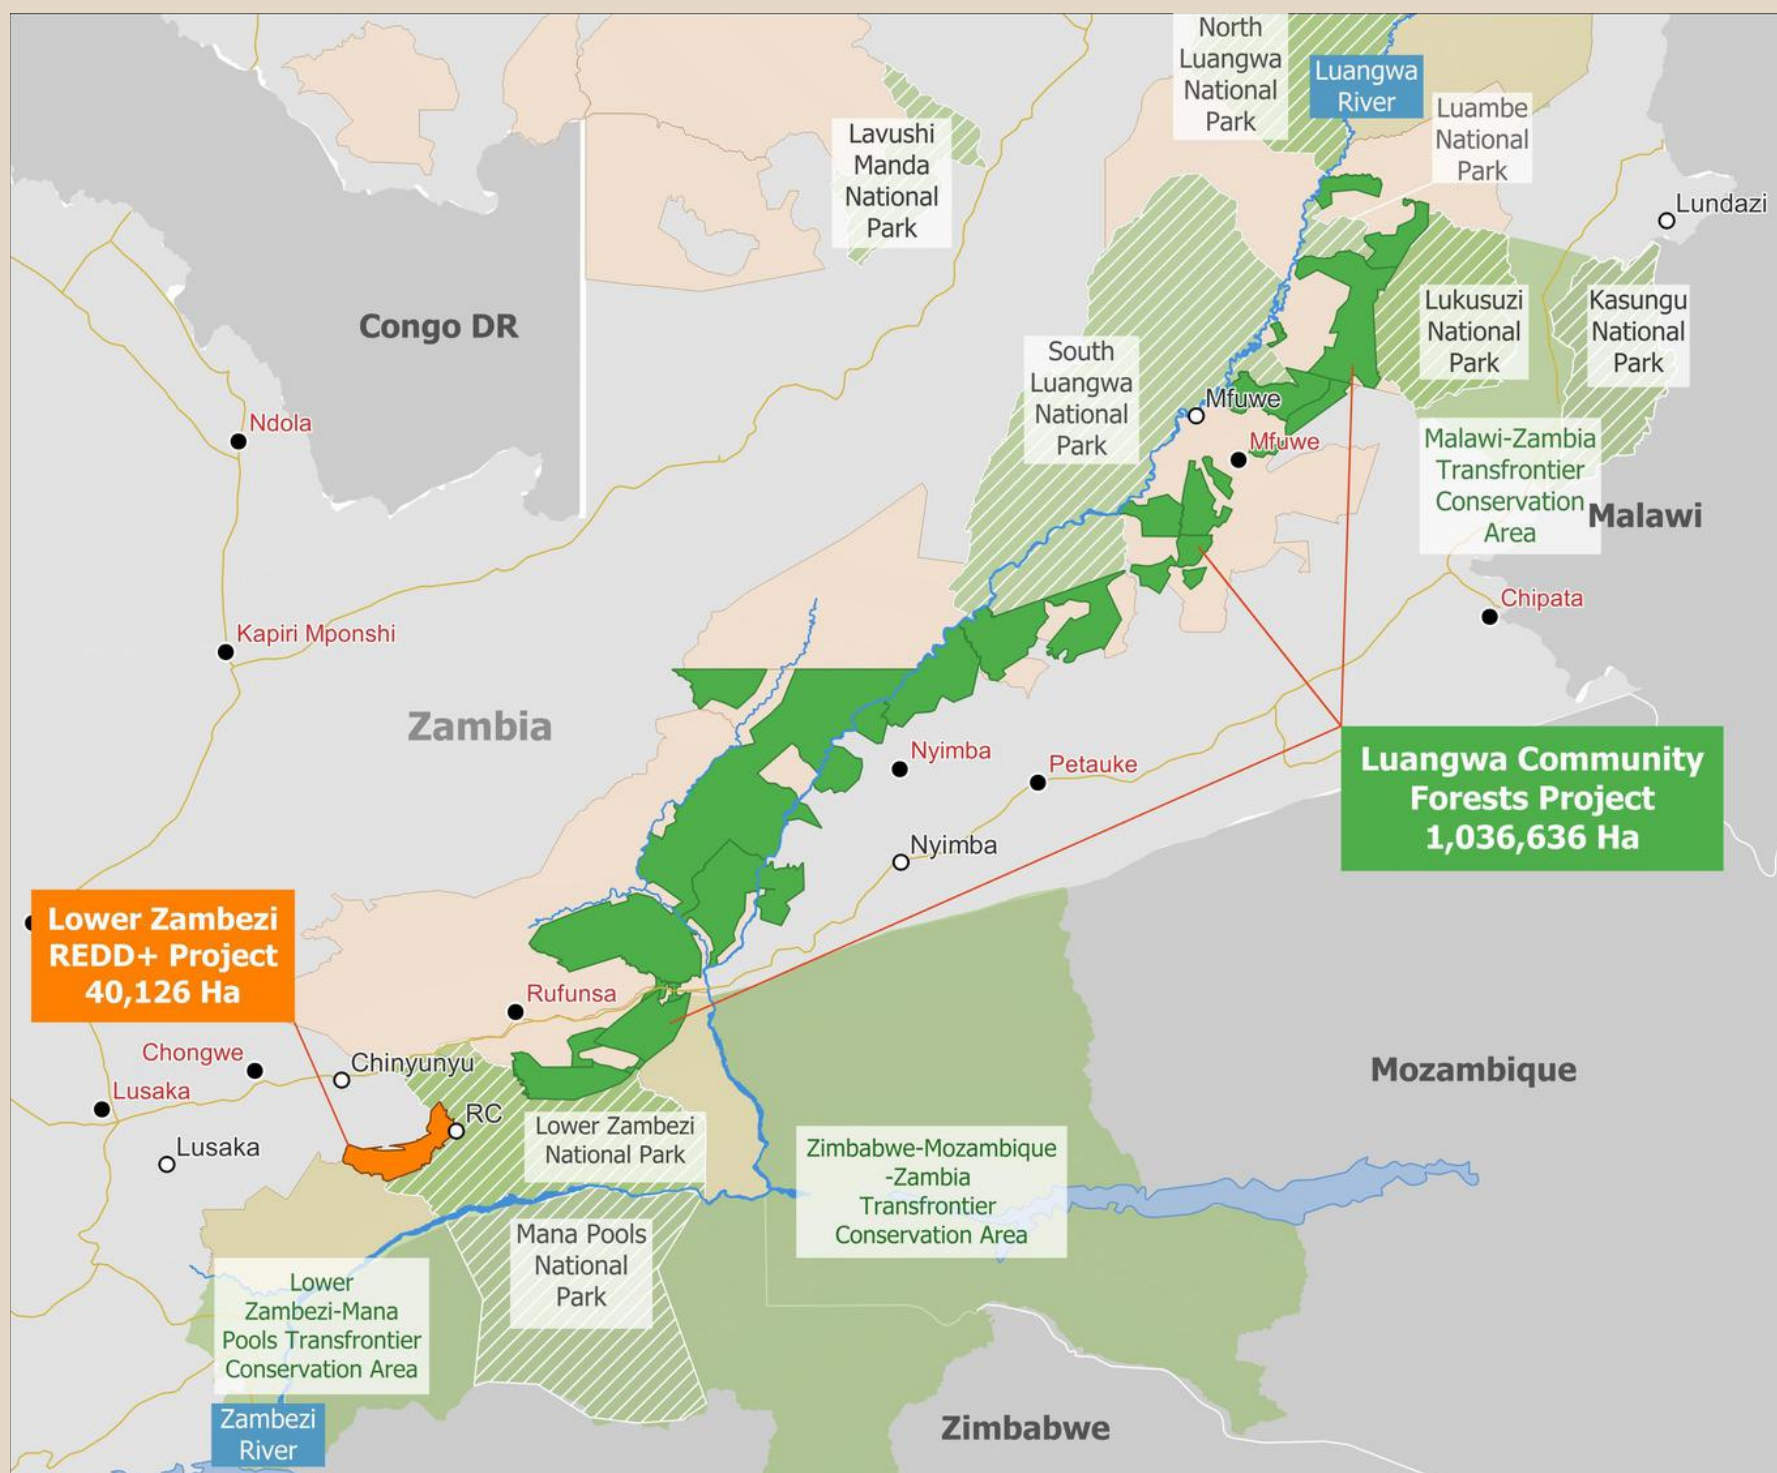 North
Luangwa
National
Park
Luangwa
River
Luambe
National
Park
Lavushi
Manda
National
Park
Lundazi
Congo DR
Lukusuzi
National
Park
Kasungu
National
Park
South
Luangwa
National
Park
Mfuwe
Ndola
Mfuwe
Malawi-Zambia
Transfrontier
Conservation
Area
Malawi
Chipata
Kapiri Mponshi
Zambia
Nyimba
Petauke
Luangwa Community
Forests Project
1,036,636 Ha
Nyimba
Lower Zambezi
REDD+ Project
40,126 Ha
Rufunsa
Chongwe
Chinyunyu
Mozambique
Lusaka
RC
Lusaka
Lower Zambezi
National Park
Zimbabwe-Mozambique
-Zambia
Transfrontier
Conservation Area
Mana Pools
National
Park
Lower
Zambezi-Mana
Pools Transfrontier
Conservation Area
Zambezi
River
Zimbabwe